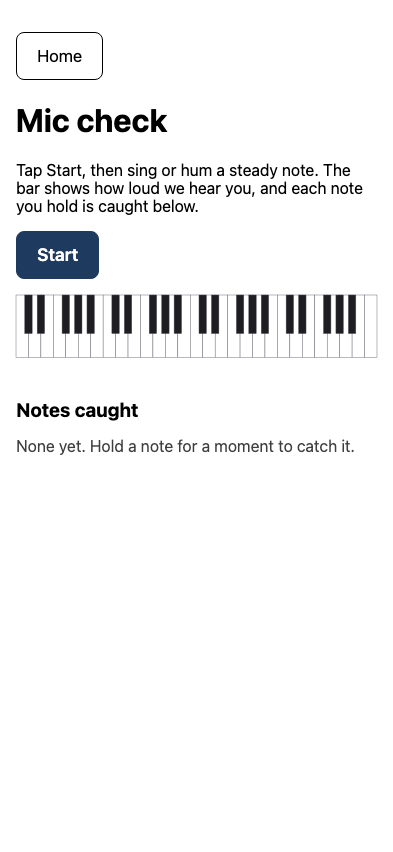 Home
Mic check
Tap Start, then sing or hum a steady note. The
bar shows how loud we hear you, and each note
you hold is caught below.
Start
Notes caught
None yet. Hold a note for a moment to catch it.